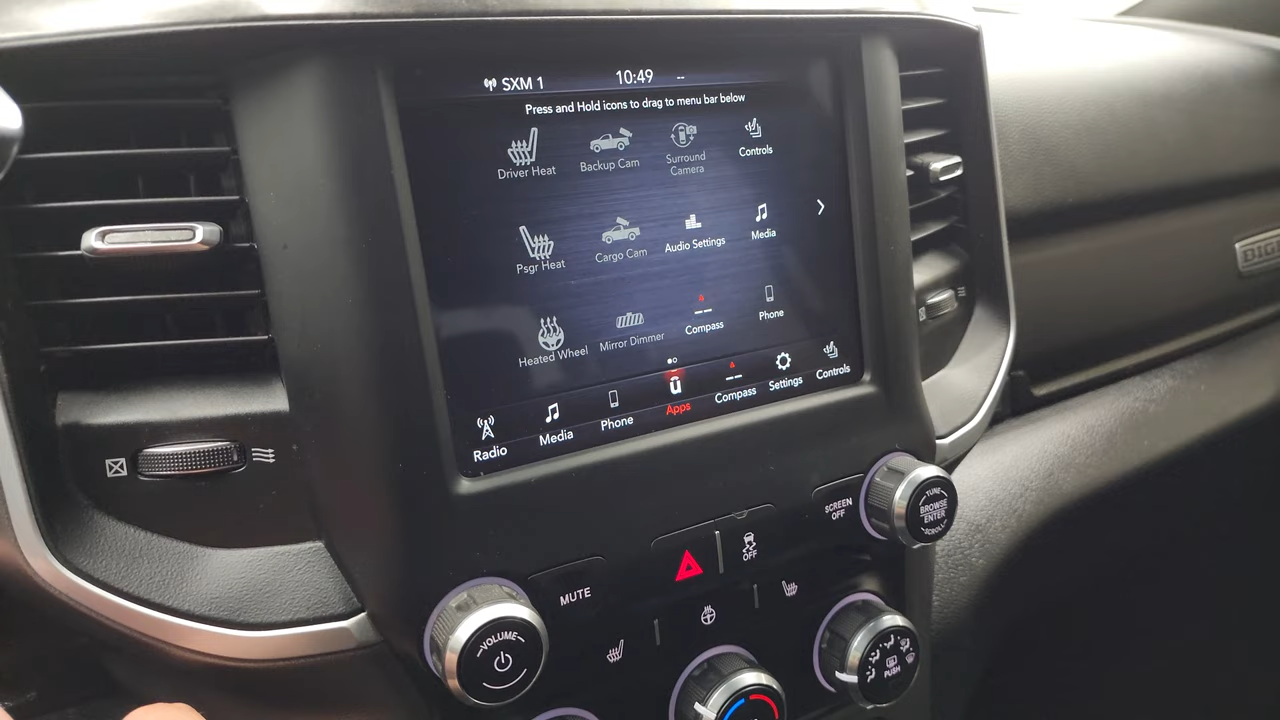 SXM 1
10:49
--
Press and Hold icons to drag to menu bar below
Driver Heat
Backup Cam
Surround
Camera
Controls
Psgr Heat
Cargo Cam
Audio Settings
Media
Heated Wheel
Mirror Dimmer
Compass
Phone
Radio
Media
Phone
Apps
Compass
Settings
Controls
SCREEN
OFF
TUNE
BROWSE
ENTER
SCROLL
OFF
MUTE
VOLUME
PUSH